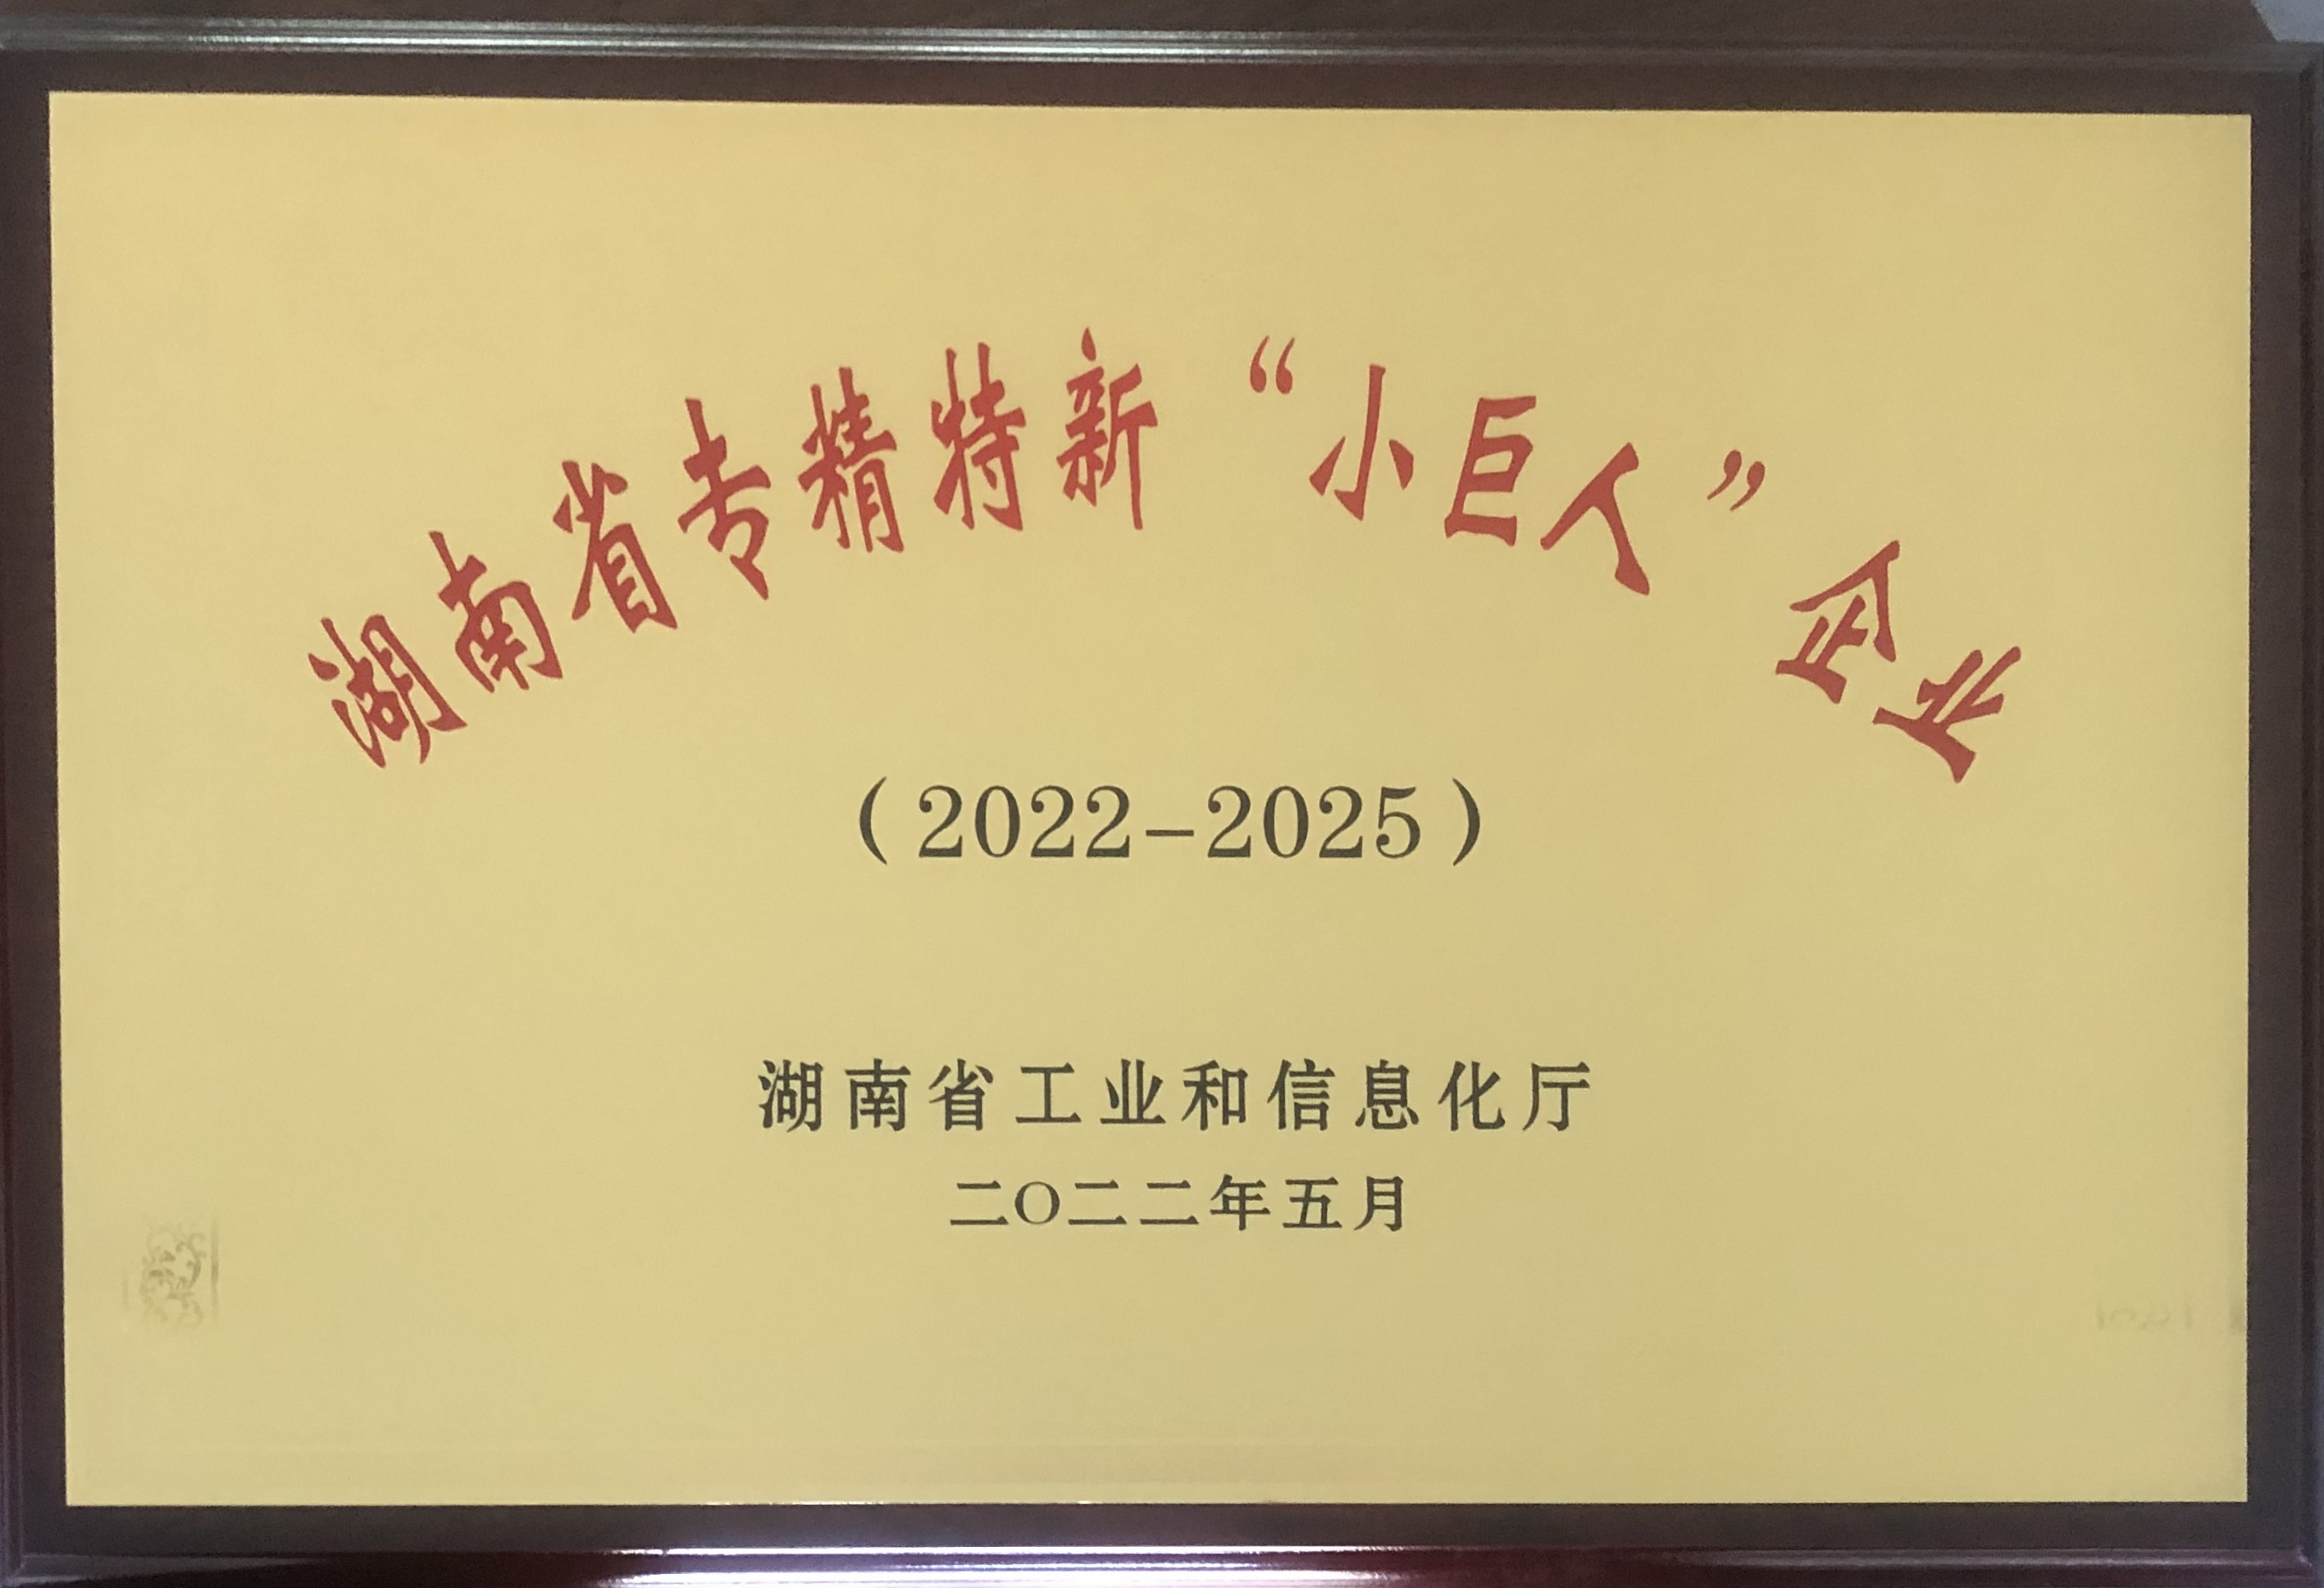 湖南省专精特新“小巨人”企业
（2022-2025）
湖南省工业和信息化厅
二〇二二年五月